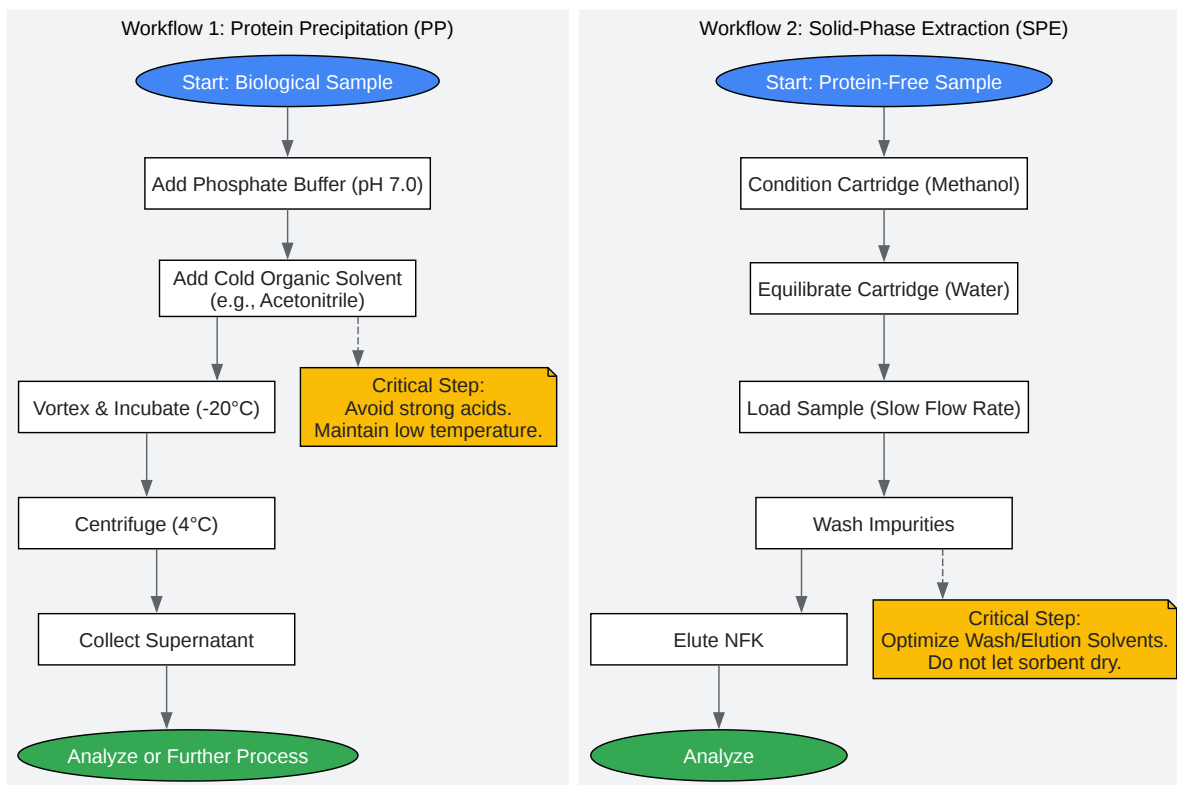 Workflow 1: Protein Precipitation (PP)
Start: Biological Sample
Add Phosphate Buffer (pH 7.0)
Add Cold Organic Solvent
(e.g., Acetonitrile)
Critical Step:
Avoid strong acids.
Maintain low temperature.
Vortex & Incubate (-20°C)
Centrifuge (4°C)
Collect Supernatant
Analyze or Further Process
Workflow 2: Solid-Phase Extraction (SPE)
Start: Protein-Free Sample
Condition Cartridge (Methanol)
Equilibrate Cartridge (Water)
Load Sample (Slow Flow Rate)
Wash Impurities
Critical Step:
Optimize Wash/Elution Solvents.
Do not let sorbent dry.
Elute NFK
Analyze